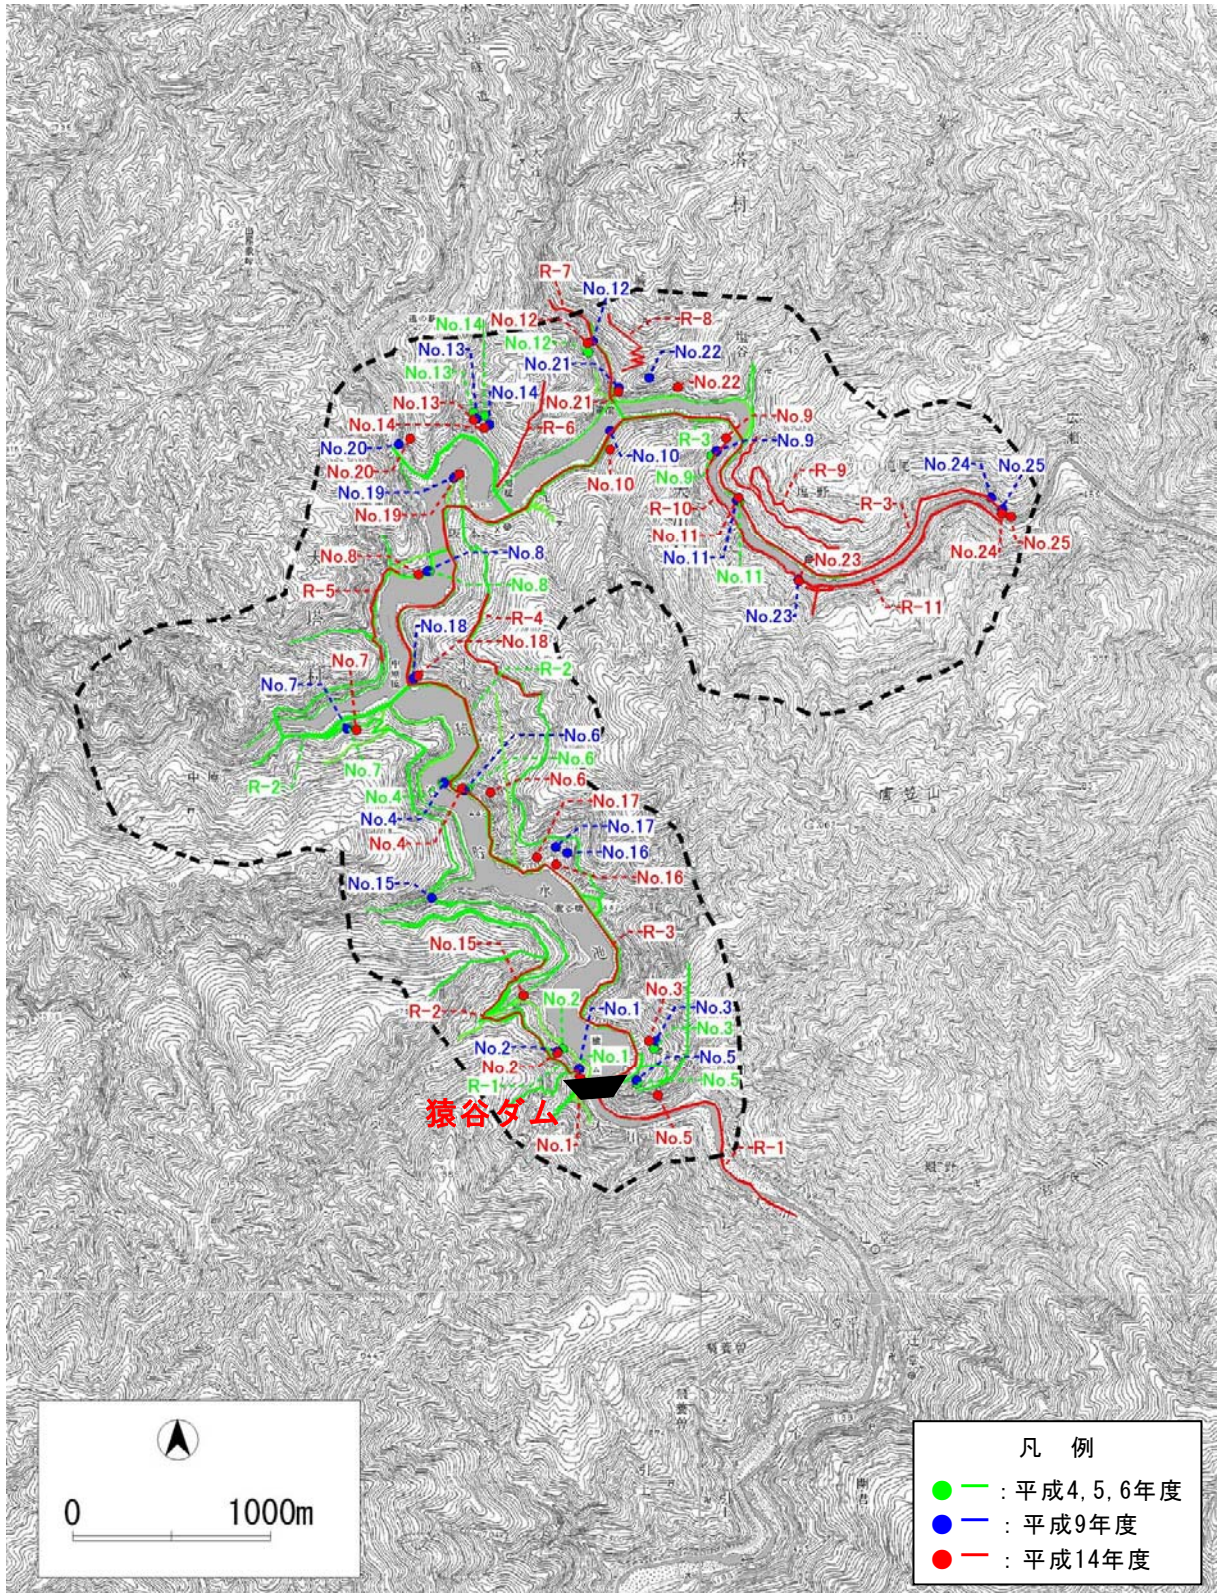 大
塔
村
R-7
No.12
No.14
No.12
R-8
No.13
No.12
No.22
No.13
No.21
No.14
No.22
No.13
No.21
No.9
No.14
R-6
R-3
No.9
No.20
No.10
No.24
No.25
No.20
No.9
R-9
No.19
No.10
R-3
No.19
R-10
No.11
No.11
No.24
No.25
No.8
No.8
No.23
No.8
No.11
R-5
No.23
R-11
R-4
No.18
No.18
No.7
R-2
No.7
No.6
No.6
No.7
No.6
R-2
No.4
No.17
No.4
No.17
No.4
No.16
No.15
No.16
池
R-3
No.15
No.2
No.3
R-2
No.1
No.3
No.3
No.2
No.1
No.5
No.2
R-1
No.5
猿谷ダム
No.1
No.5
R-1
0 1000m
凡 例
：平成4,5,6年度
：平成9年度
：平成14年度